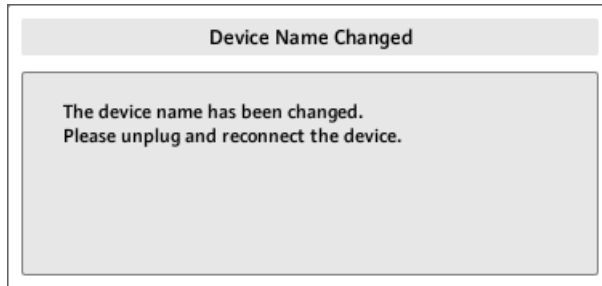 Device Name Changed
The device name has been changed.
Please unplug and reconnect the device.